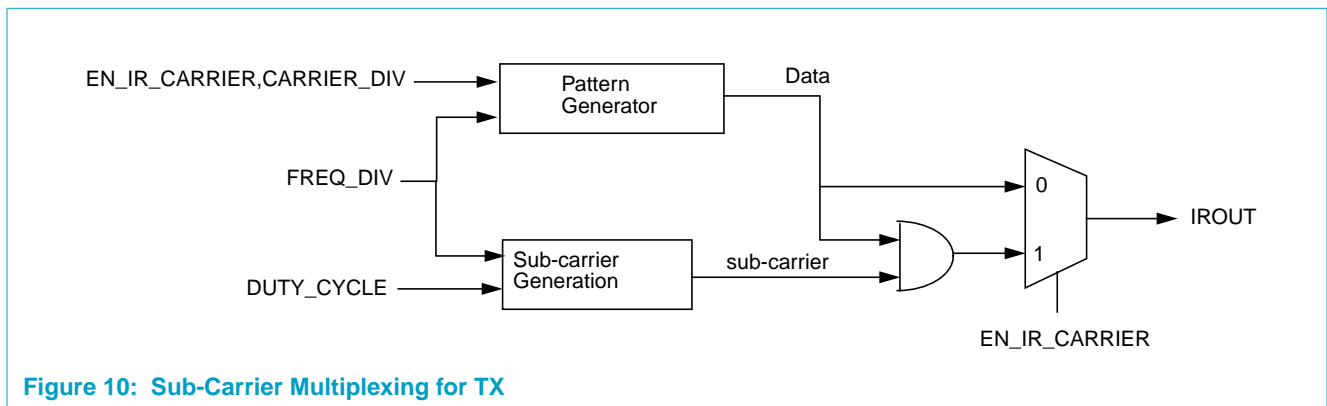 EN_IR_CARRIER,CARRIER_DIV
Pattern
Generator
Data
FREQ_DIV
0
IROUT
1
Sub-carrier
Generation
sub-carrier
DUTY_CYCLE
EN_IR_CARRIER
Figure 10: Sub-Carrier Multiplexing for TX